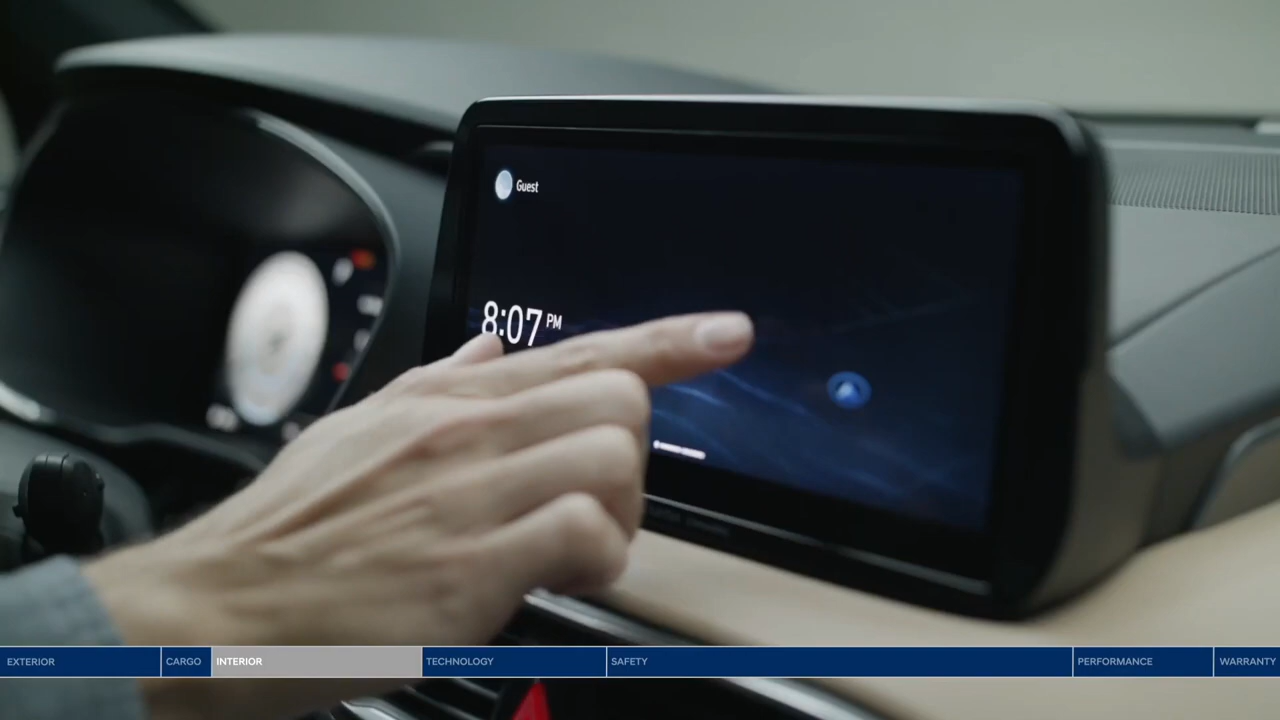 Guest
8:07 PM
EXTERIOR
CARGO
INTERIOR
TECHNOLOGY
SAFETY
PERFORMANCE
WARRANTY